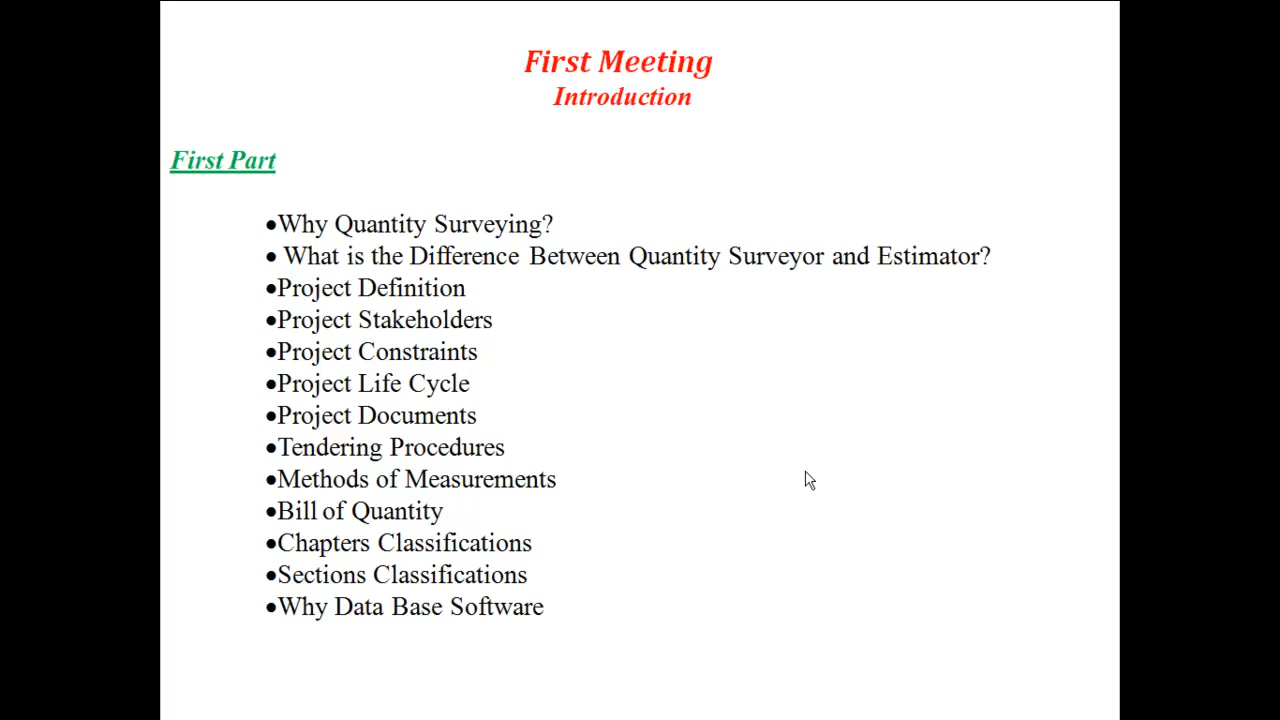 First Meeting
Introduction
First Part
•Why Quantity Surveying?
• What is the Difference Between Quantity Surveyor and Estimator?
•Project Definition
•Project Stakeholders
•Project Constraints
•Project Life Cycle
•Project Documents
•Tendering Procedures
•Methods of Measurements
•Bill of Quantity
•Chapters Classifications
•Sections Classifications
•Why Data Base Software